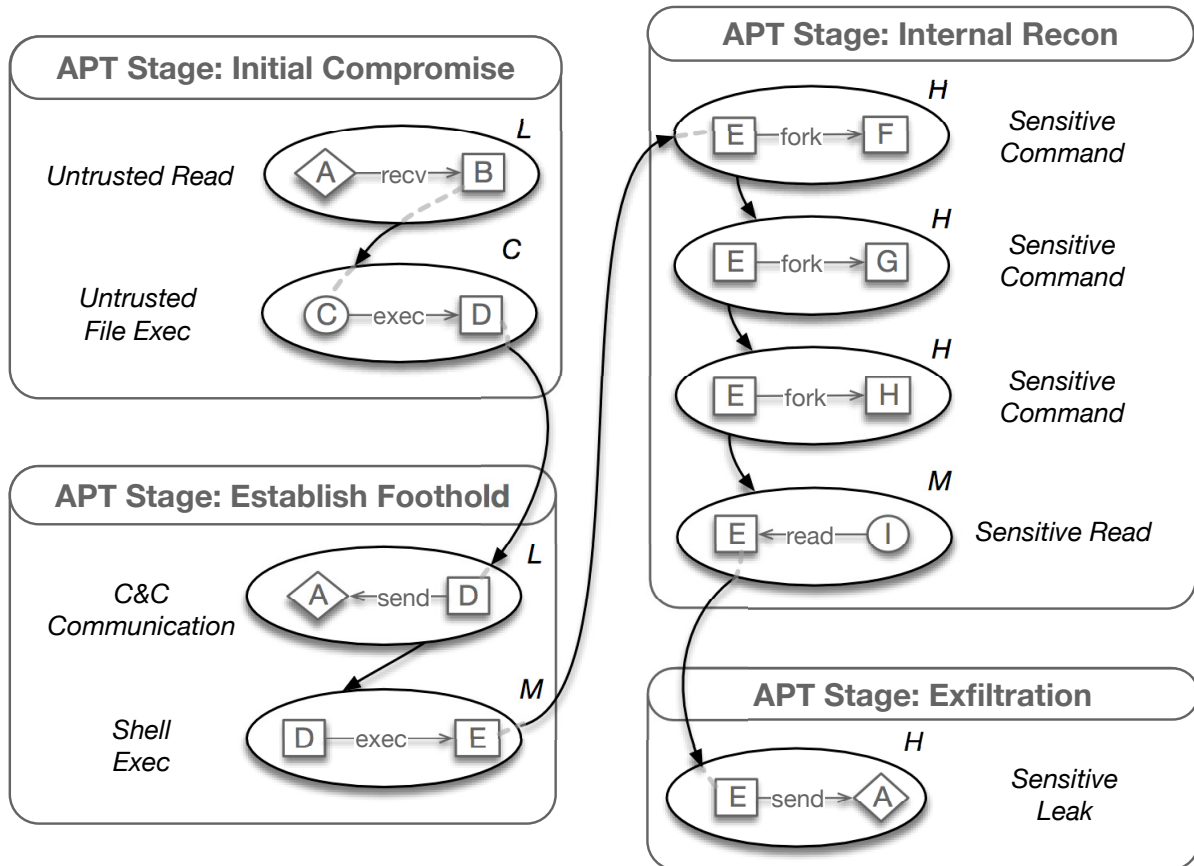 APT Stage: Initial Compromise
L
Untrusted Read
A recv B
C
Untrusted
File Exec
C exec D
APT Stage: Establish Foothold
L
C&C
Communication
A send D
M
Shell
Exec
D exec E
APT Stage: Internal Recon
H
E fork F
Sensitive
Command
H
E fork G
Sensitive
Command
H
E fork H
Sensitive
Command
M
E read I
Sensitive Read
APT Stage: Exfiltration
H
E send A
Sensitive
Leak